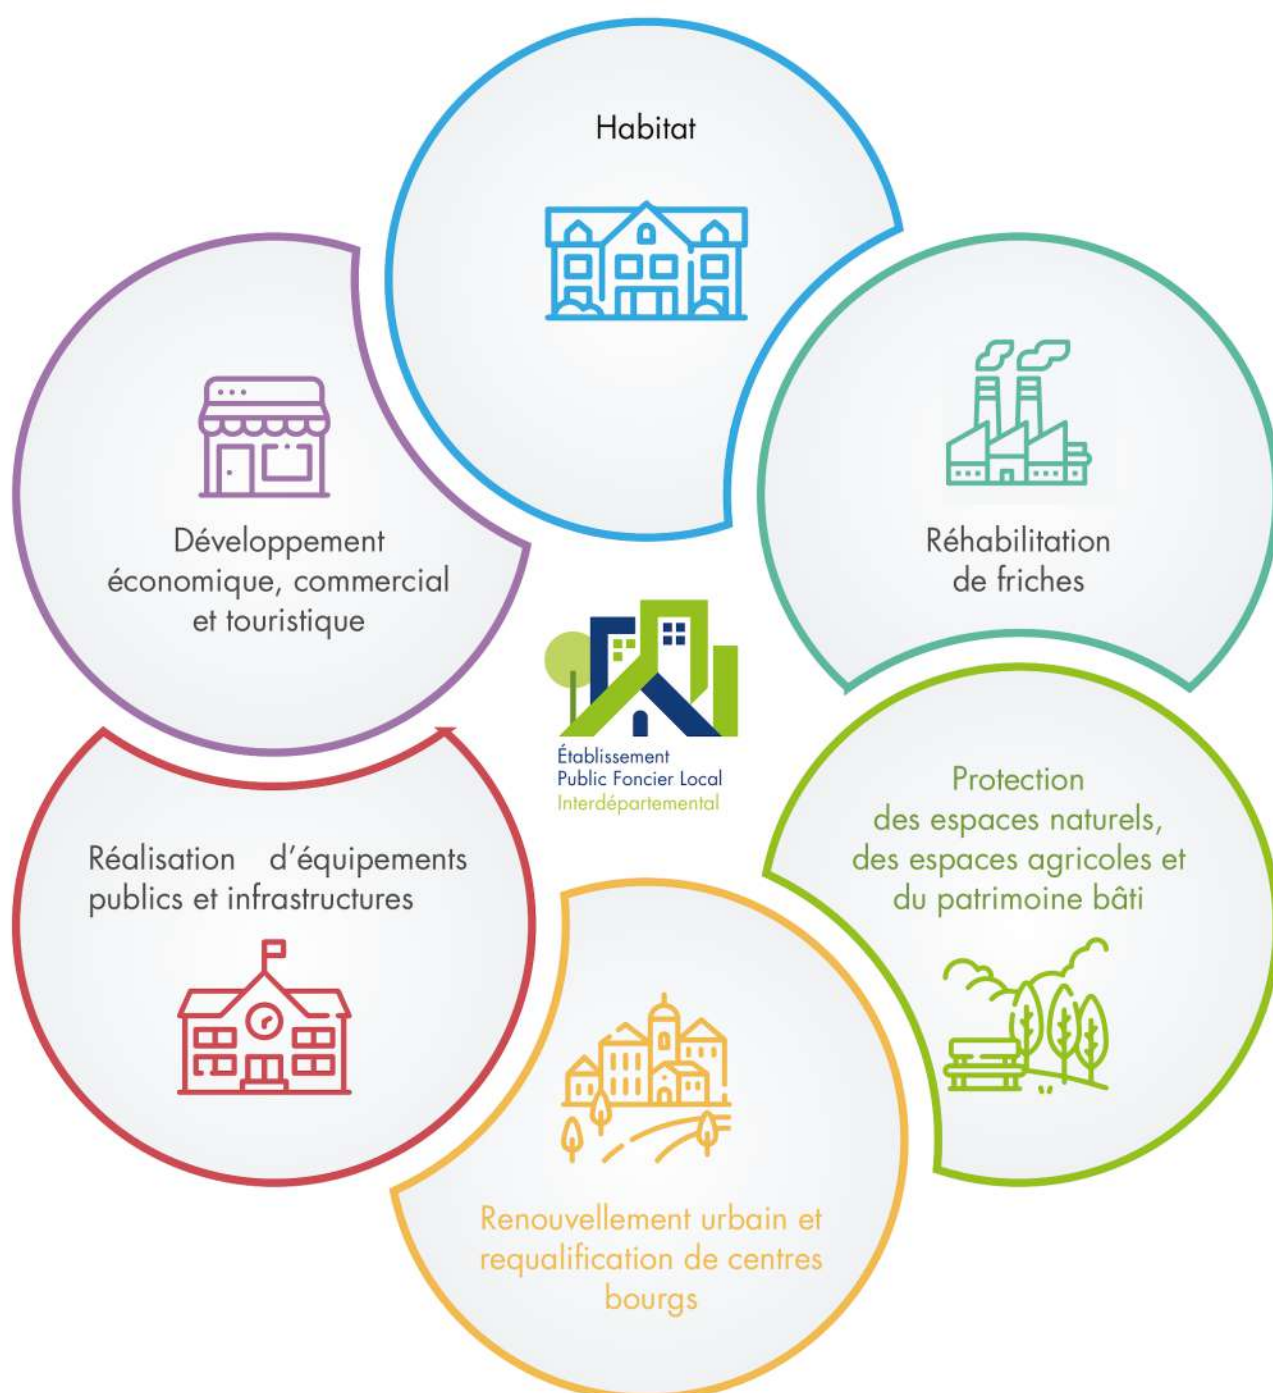 Habitat
Réhabilitation
de friches
Développement
économique, commercial
et touristique
Établissement
Public Foncier Local
Interdépartemental
Protection
des espaces naturels,
des espaces agricoles et
du patrimoine bâti
Réalisation d'équipements
publics et infrastructures
Renouvellement urbain et
requalification de centres
bourgs